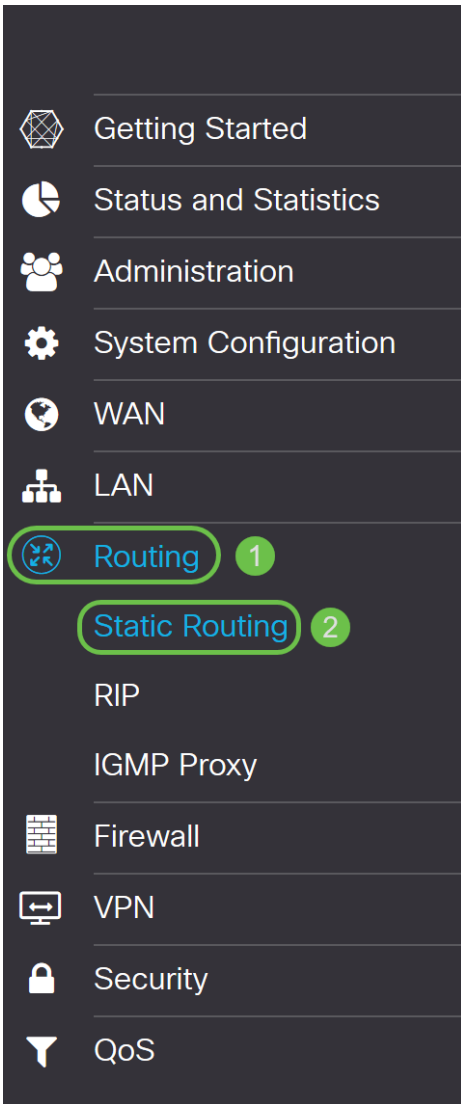 Getting Started
Status and Statistics
Administration
System Configuration
WAN
LAN
Routing 1
Static Routing 2
RIP
IGMP Proxy
Firewall
VPN
Security
QoS